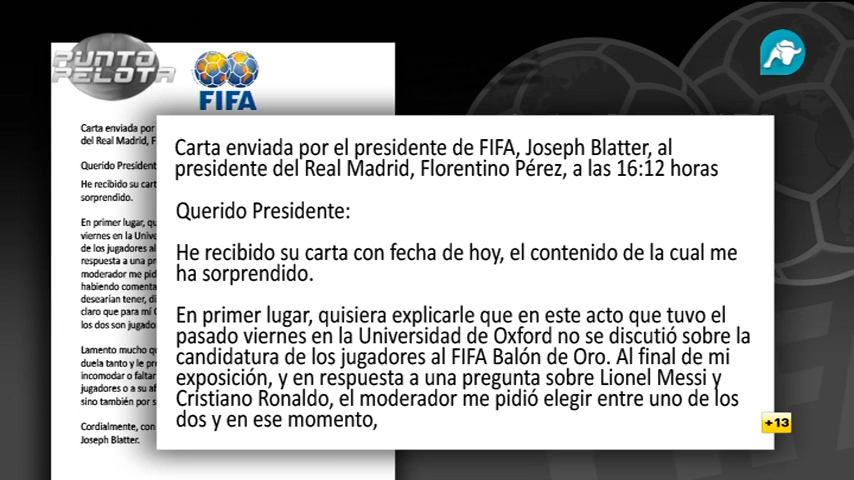 PUNTO
PELOTA
FIFA
Carta enviada por
del Real Madrid, F
Querido President
He recibido su cart
sorprendido.
En primer lugar, qu
viernes en la Unive
de los jugadores al
respuesta a una pr
moderador me pidi
habiendo comenta
desearían tener, di
claro que para mí C
los dos son jugado
Lamento mucho qu
duela tanto y le pr
incomodar o faltar
jugadores o a su af
sino también por s
Cordialmente, con
Joseph Blatter.
Carta enviada por el presidente de FIFA, Joseph Blatter, al
presidente del Real Madrid, Florentino Pérez, a las 16:12 horas
Querido Presidente:
He recibido su carta con fecha de hoy, el contenido de la cual me
ha sorprendido.
En primer lugar, quisiera explicarle que en este acto que tuvo el
pasado viernes en la Universidad de Oxford no se discutió sobre la
candidatura de los jugadores al FIFA Balón de Oro. Al final de mi
exposición, y en respuesta a una pregunta sobre Lionel Messi y
Cristiano Ronaldo, el moderador me pidió elegir entre uno de los
dos y en ese momento,
+13